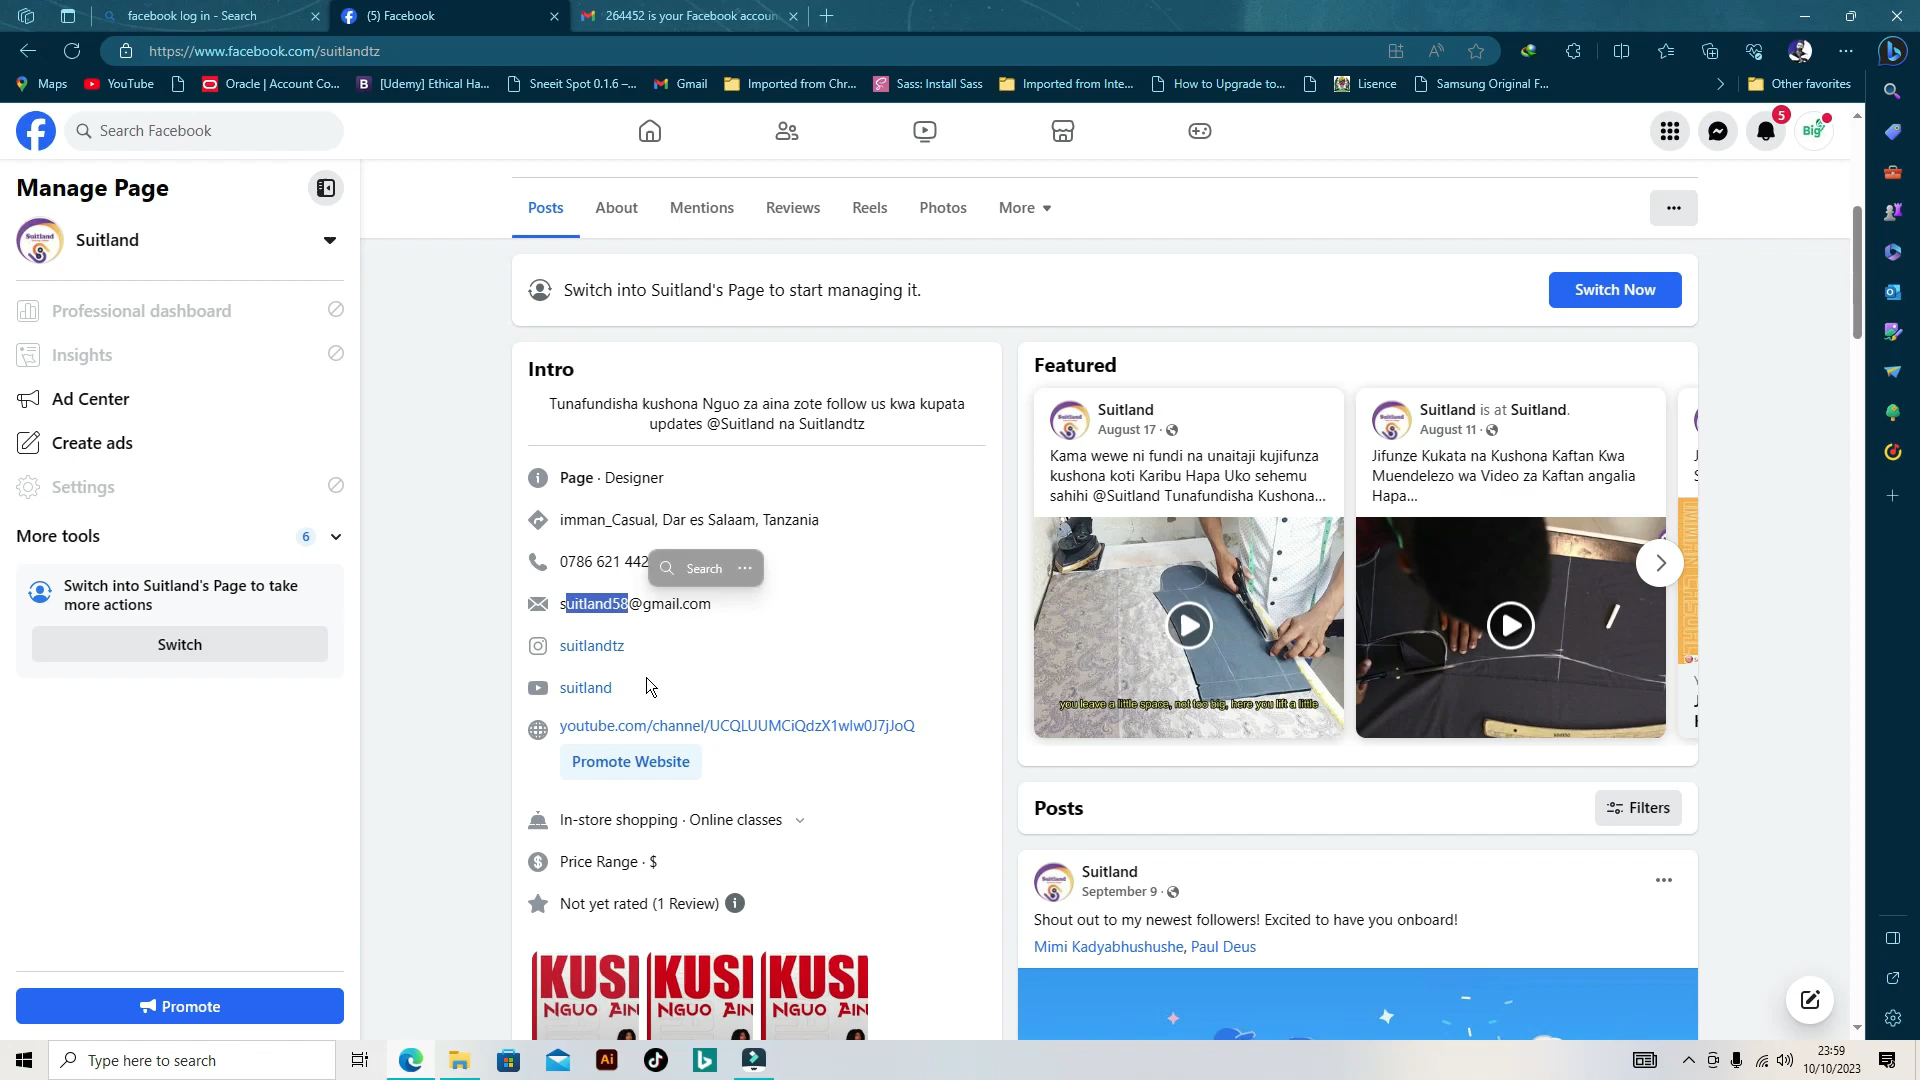 facebook log in - Search
(5) Facebook
264452 is your Facebook accoun
https://www.facebook.com/suitlandtz
Maps
YouTube
Oracle | Account Co...
[Udemy] Ethical Ha...
Sneeit Spot 0.1.6 –...
Gmail
Imported from Chr...
Sass: Install Sass
Imported from Inte...
How to Upgrade to...
Lisence
Samsung Original F...
Other favorites
Search Facebook
5
Big
Manage Page
Suitland
Professional dashboard
Insights
Ad Center
Create ads
Settings
More tools
6
Switch into Suitland's Page to take
more actions
Switch
Promote
Posts
About
Mentions
Reviews
Reels
Photos
More
Switch into Suitland's Page to start managing it.
Switch Now
Intro
Tunafundisha kushona Nguo za aina zote follow us kwa kupata
updates @Suitland na Suitlandtz
Page · Designer
imman_Casual, Dar es Salaam, Tanzania
0786 621 442
Search
suitland58@gmail.com
suitlandtz
suitland
youtube.com/channel/UCQLUUMCiQdzX1wlw0J7jJoQ
Promote Website
In-store shopping · Online classes
Price Range · $
Not yet rated (1 Review)
KUSI
NGUO AIN
KUSI
NGUO AIN
KUSI
NGUO AIN
Featured
Suitland
August 17
Kama wewe ni fundi na unaitaji kujifunza
kushona koti Karibu Hapa Uko sehemu
sahihi @Suitland Tunafundisha Kushona...
you leave a little space, not too big, here you lift a little
Suitland is at Suitland.
August 11
Jifunze Kukata na Kushona Kaftan Kwa
Muendelezo wa Video za Kaftan angalia
Hapa...
Posts
Filters
Suitland
September 9
Shout out to my newest followers! Excited to have you onboard!
Mimi Kadyabhushushe, Paul Deus
Type here to search
Ai
23:59
10/10/2023